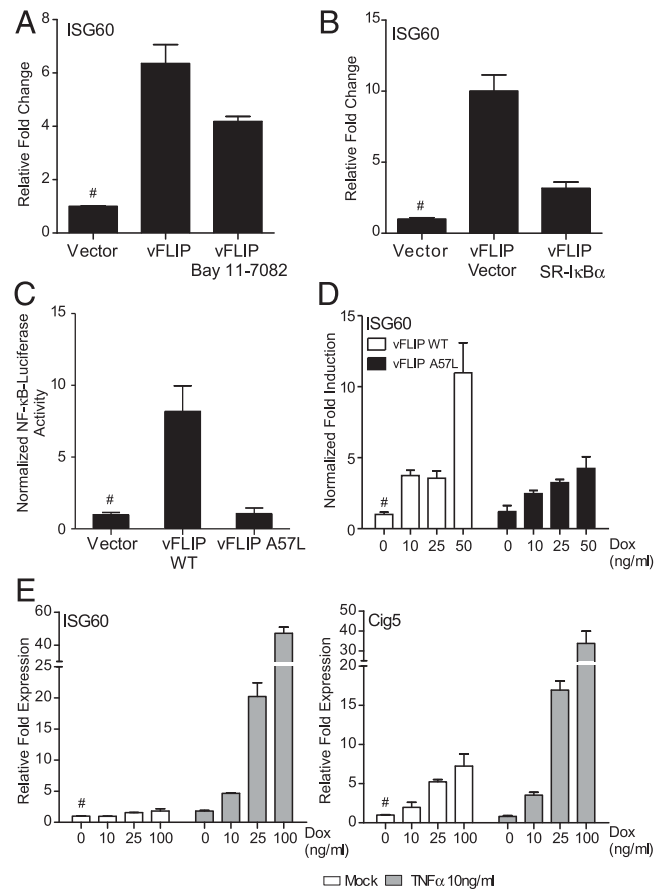 A
ISG60
Relative Fold Change
8
6
4
2
0
#
Vector
vFLIP
vFLIP
Bay 11-7082
B
ISG60
Relative Fold Change
15
10
5
0
#
Vector
vFLIP
Vector
vFLIP
SR-IκBα
C
Normalized NF-κB-Luciferase
Activity
15
10
5
0
#
Vector
vFLIP
WT
vFLIP A57L
D
ISG60
vFLIP WT
vFLIP A57L
Normalized Fold Induction
15
10
5
0
#
0 10 25 50 0 10 25 50 Dox
(ng/ml)
E
ISG60
Relative Fold Expression
60
40
25
20
15
10
5
0
#
0 10 25 100 0 10 25 100 Dox
(ng/ml)
Cig5
Relative Fold Expression
50
40
30
20
15
10
5
0
#
0 10 25 100 0 10 25 100 Dox
(ng/ml)
Mock TNFα 10ng/ml